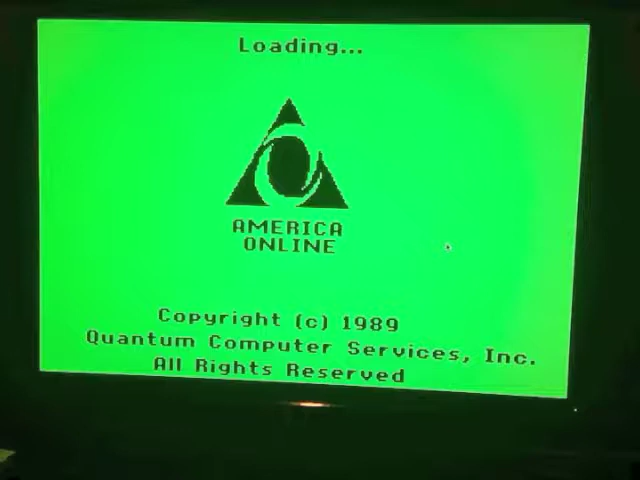 Loading...
AMERICA
ONLINE
Copyright (c) 1989
Quantum Computer Services, Inc.
All Rights Reserved